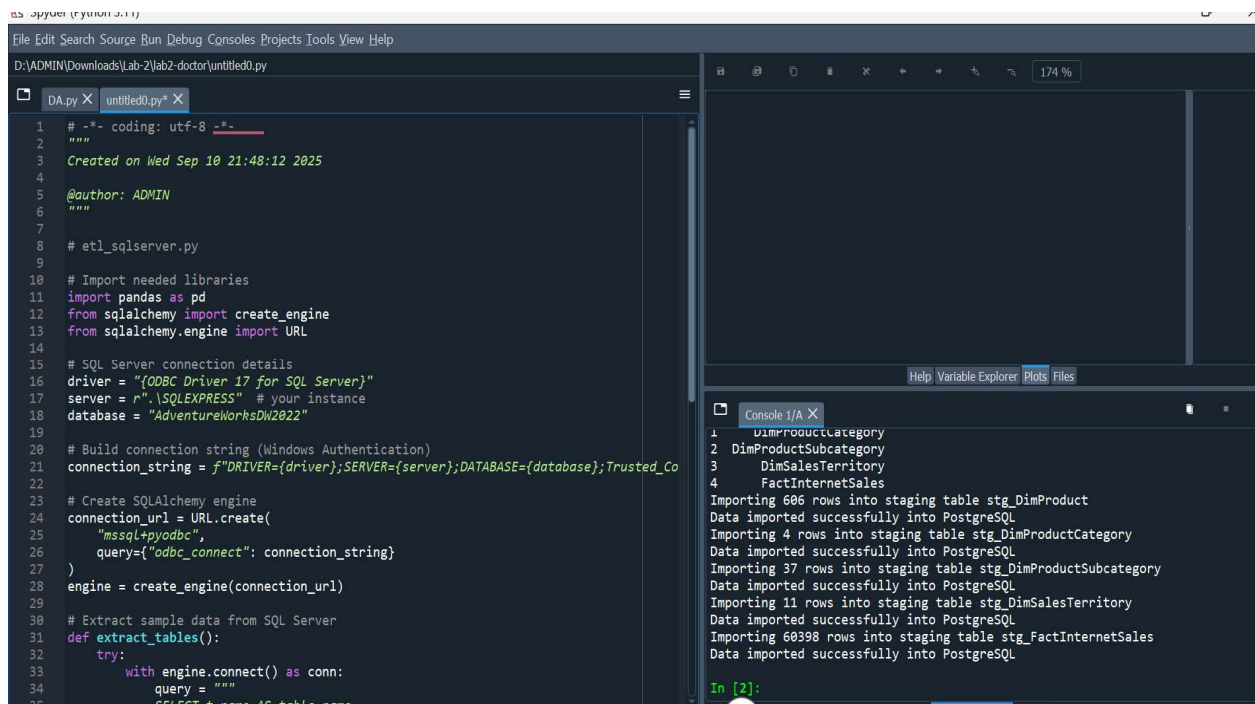 Spyder (Python 3.11)
File Edit Search Source Run Debug Consoles Projects Tools View Help
D:\ADMIN\Downloads\Lab-2\lab2-doctor\untitled0.py
DA.py X untitled0.py* X
1 # -*- coding: utf-8 -*-
2 """
3 Created on Wed Sep 10 21:48:12 2025
4
5 @author: ADMIN
6 """
7
8 # etl_sqlserver.py
9
10 # Import needed libraries
11 import pandas as pd
12 from sqlalchemy import create_engine
13 from sqlalchemy.engine import URL
14
15 # SQL Server connection details
16 driver = "{ODBC Driver 17 for SQL Server}"
17 server = r".\SQLEXPRESS" # your instance
18 database = "AdventureWorksDW2022"
19
20 # Build connection string (Windows Authentication)
21 connection_string = f"DRIVER={driver};SERVER={server};DATABASE={database};Trusted_Co
22
23 # Create SQLAlchemy engine
24 connection_url = URL.create(
25 "mssql+pyodbc",
26 query={"odbc_connect": connection_string}
27 )
28 engine = create_engine(connection_url)
29
30 # Extract sample data from SQL Server
31 def extract_tables():
32 try:
33 with engine.connect() as conn:
34 query = """
35 SELECT t.name AS table_name
174 %
Help Variable Explorer Plots Files
Console 1/A X
1 DimProductCategory
2 DimProductSubcategory
3 DimSalesTerritory
4 FactInternetSales
Importing 606 rows into staging table stg_DimProduct
Data imported successfully into PostgreSQL
Importing 4 rows into staging table stg_DimProductCategory
Data imported successfully into PostgreSQL
Importing 37 rows into staging table stg_DimProductSubcategory
Data imported successfully into PostgreSQL
Importing 11 rows into staging table stg_DimSalesTerritory
Data imported successfully into PostgreSQL
Importing 60398 rows into staging table stg_FactInternetSales
Data imported successfully into PostgreSQL
In [2]: